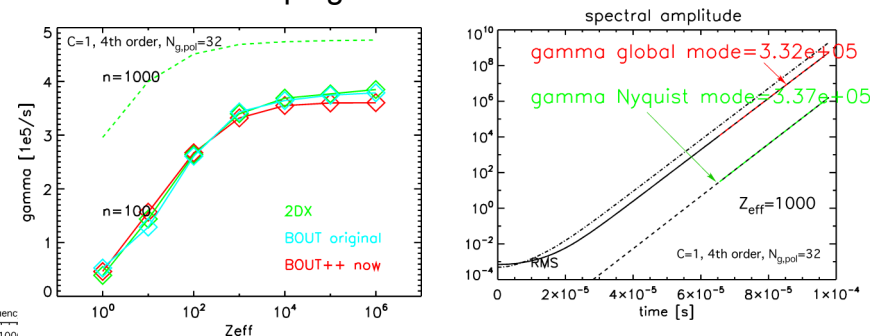 C=1, 4th order, N_g,pol=32
n=1000
n=100
2DX
BOUT original
BOUT++ now
gamma [1e5/s]
5
4
3
2
1
0
10^0
10^2
10^4
10^6
Zeff
spectral amplitude
gamma global mode=3.32e+05
gamma Nyquist mode=3.37e+05
Z_eff=1000
C=1, 4th order, N_g,pol=32
RMS
10^10
10^8
10^6
10^4
10^2
10^0
10^-2
10^-4
0
2×10^-5
4×10^-5
6×10^-5
8×10^-5
1×10^-4
time [s]